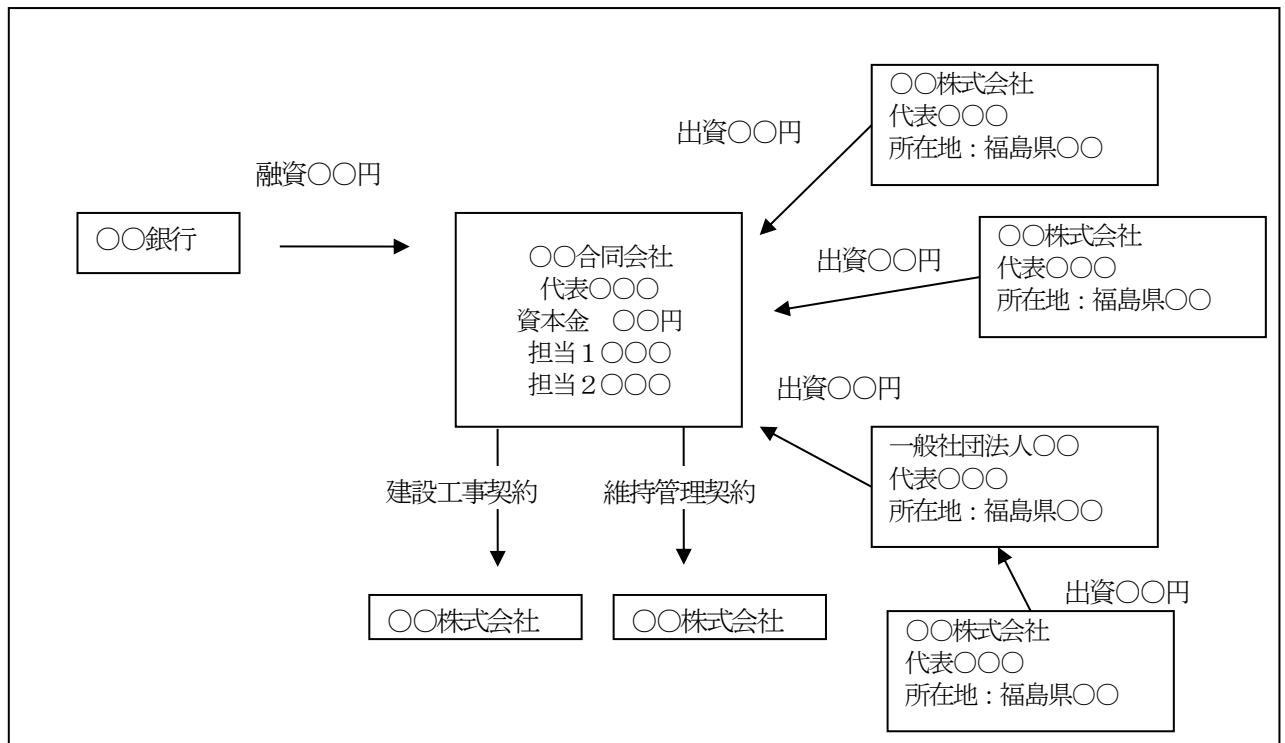 ○○株式会社
代表○○○
所在地：福島県○○
出資○○円
融資○○円
○○銀行
○○合同会社
代表○○○
資本金　○○円
担当１○○○
担当２○○○
○○株式会社
代表○○○
所在地：福島県○○
出資○○円
出資○○円
一般社団法人○○
代表○○○
所在地：福島県○○
建設工事契約
維持管理契約
○○株式会社
○○株式会社
出資○○円
○○株式会社
代表○○○
所在地：福島県○○